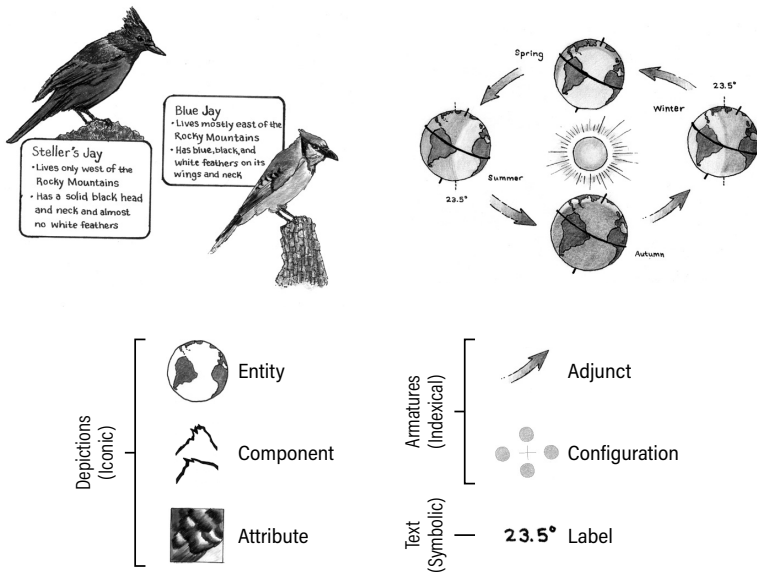 Steller's Jay
• Lives only west of the
Rocky Mountains
• Has a solid black head
and neck and almost
no white feathers
Blue Jay
• Lives mostly east of the
Rocky Mountains
• Has blue, black, and
white feathers on its
wings and neck
Spring
23.5°
Winter
Summer
23.5°
Autumn
Depictions
(Iconic)
Entity
Component
Attribute
Armatures
(Indexical)
Adjunct
Configuration
Text
(Symbolic)
23.5° Label